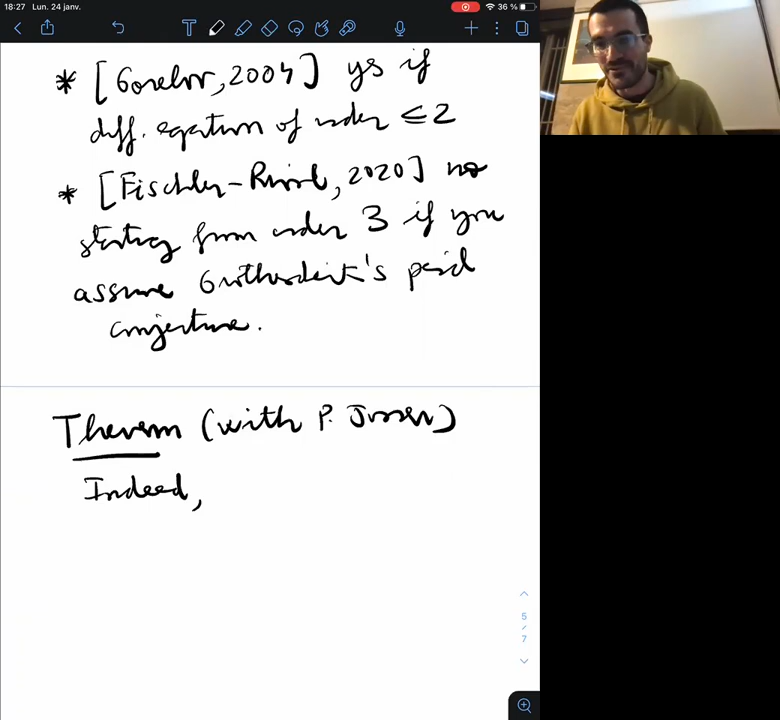 18:27 Lun. 24 janv. 36 %
T
* [Gorelov, 2004] yes if
diff. equation of order ≤ 2
* [Fischler-Rivoal, 2020] no
starting from order 3 if you
assume Grothendieck's period
conjecture.
Theorem (with P. Jossen)
Indeed,
5
/
7